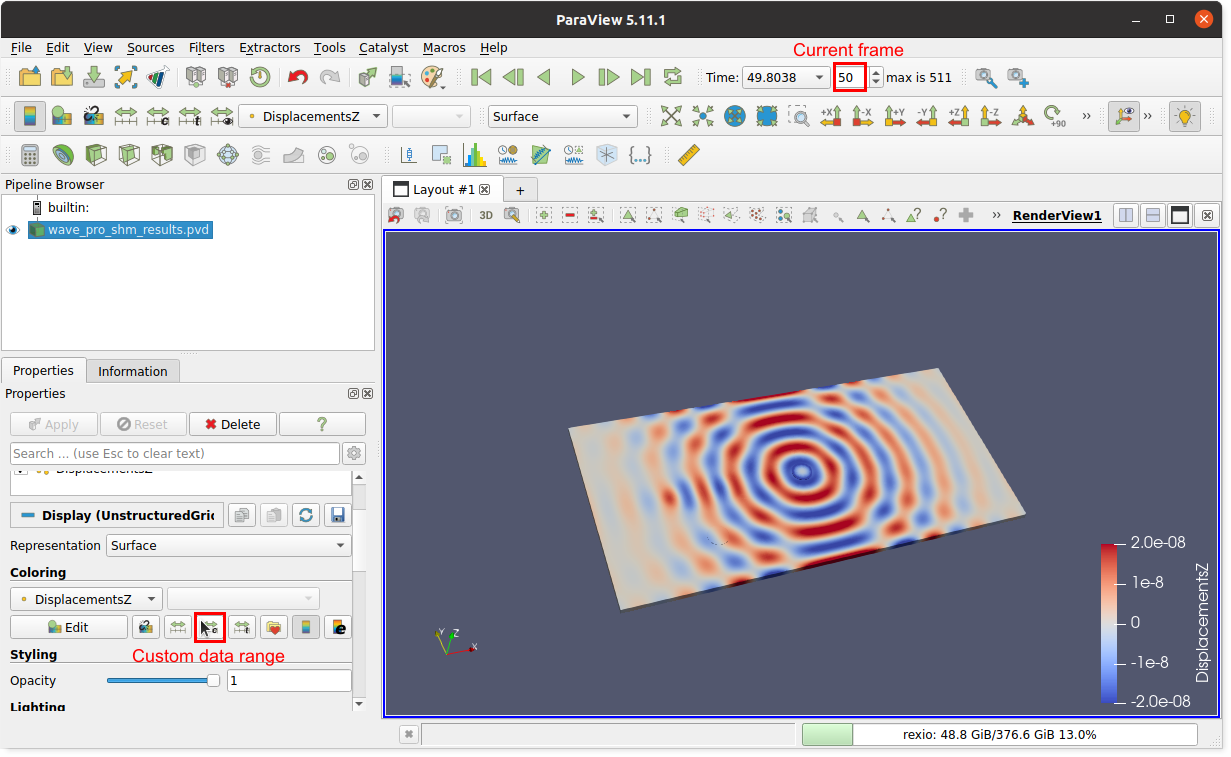 ParaView 5.11.1
File Edit View Sources Filters Extractors Tools Catalyst Macros Help
Current frame
Time: 49.8038 50 max is 511
DisplacementsZ Surface +X -X +Y -Y +Z -Z +90
Pipeline Browser
builtin:
wave_pro_shm_results.pvd
Layout #1 +
3D RenderView1
Properties Information
Properties
Apply Reset Delete ?
Search ... (use Esc to clear text)
DisplacementsZ
Display (UnstructuredGri
Representation Surface
Coloring
DisplacementsZ
Edit
Custom data range
Styling
Opacity 1
Lighting
Y Z X
2.0e-08
1e-8
0
-1e-8
-2.0e-08
DisplacementsZ
rexio: 48.8 GiB/376.6 GiB 13.0%